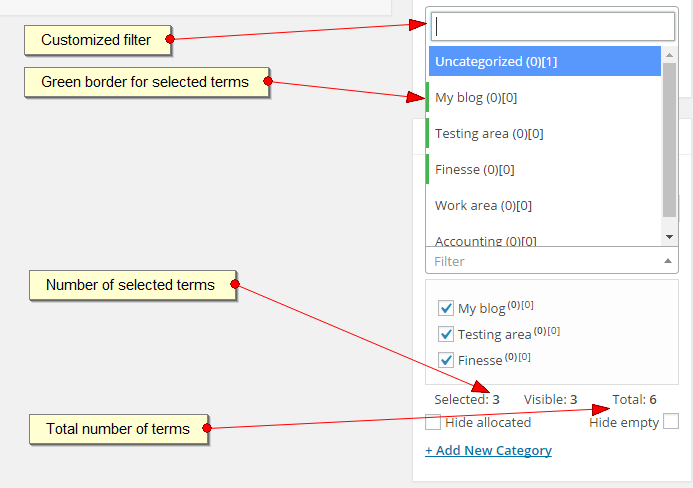 Customized filter
Green border for selected terms
Uncategorized (0)[1]
My blog (0)[0]
Testing area (0)[0]
Finesse (0)[0]
Work area (0)[0]
Accounting (0)[0]
Filter
Number of selected terms
My blog (0)[0]
Testing area (0)[0]
Finesse (0)[0]
Selected: 3 Visible: 3 Total: 6
Hide allocated Hide empty
Total number of terms
+ Add New Category